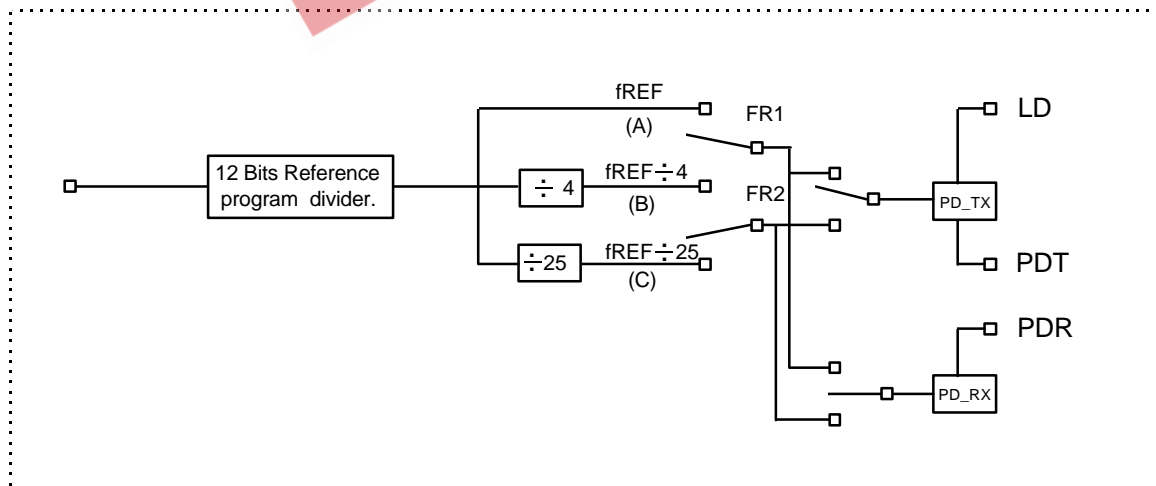 fREF
(A)
FR1
LD
12 Bits Reference
program divider.
÷ 4
fREF÷4
(B)
FR2
PD_TX
÷25
fREF÷25
(C)
PDT
PDR
PD_RX